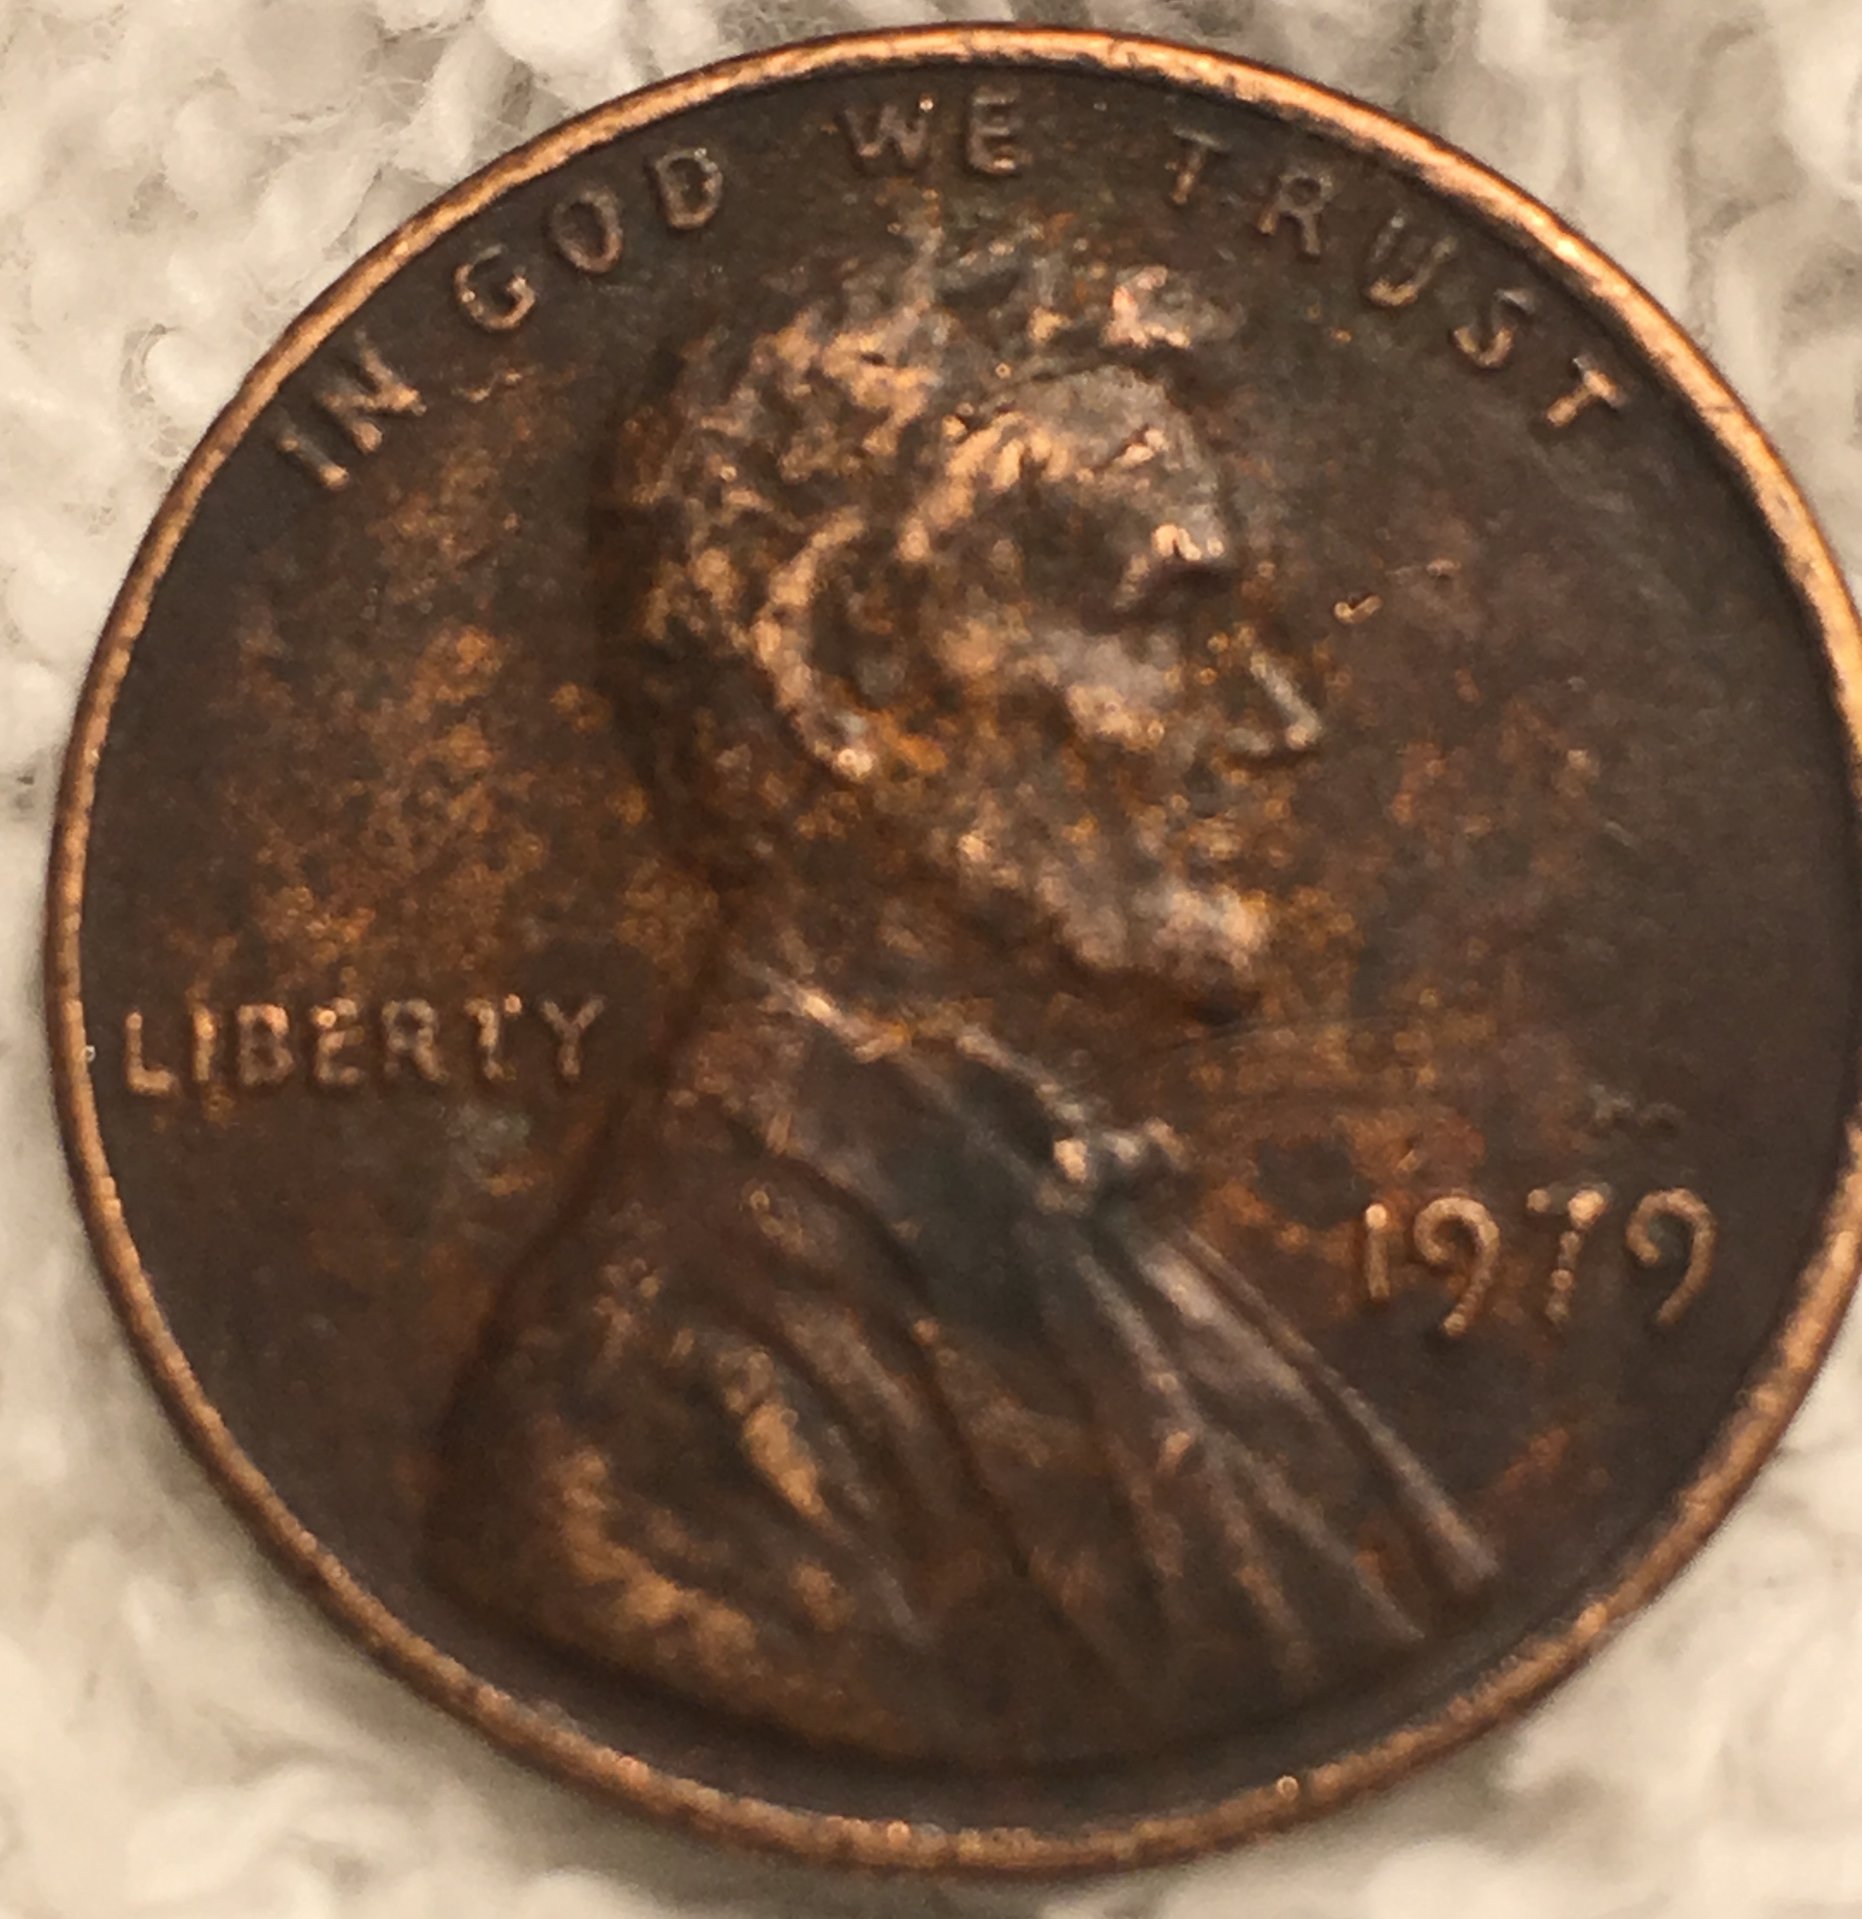 IN GOD WE TRUST
LIBERTY
1979